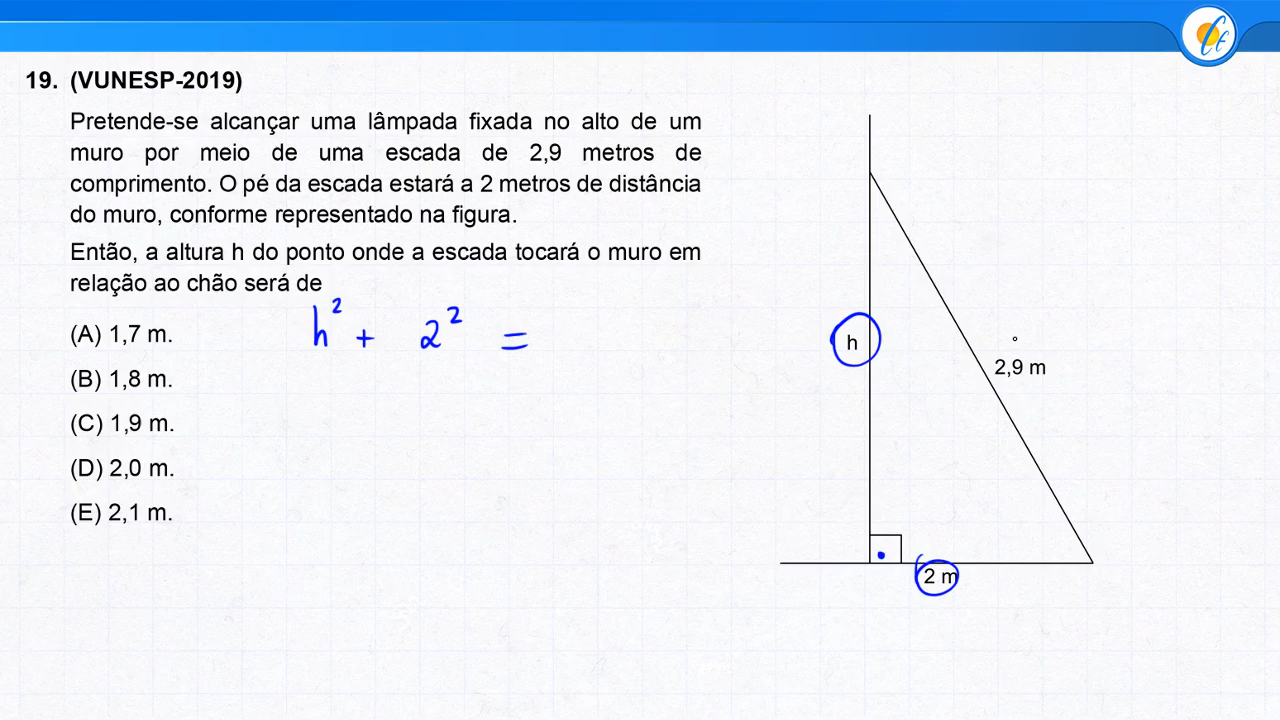 19. (VUNESP-2019)
Pretende-se alcançar uma lâmpada fixada no alto de um
muro por meio de uma escada de 2,9 metros de
comprimento. O pé da escada estará a 2 metros de distância
do muro, conforme representado na figura.
Então, a altura h do ponto onde a escada tocará o muro em
relação ao chão será de
h² + 2² =
(A) 1,7 m.
(B) 1,8 m.
(C) 1,9 m.
(D) 2,0 m.
(E) 2,1 m.
h
2,9 m
2 m